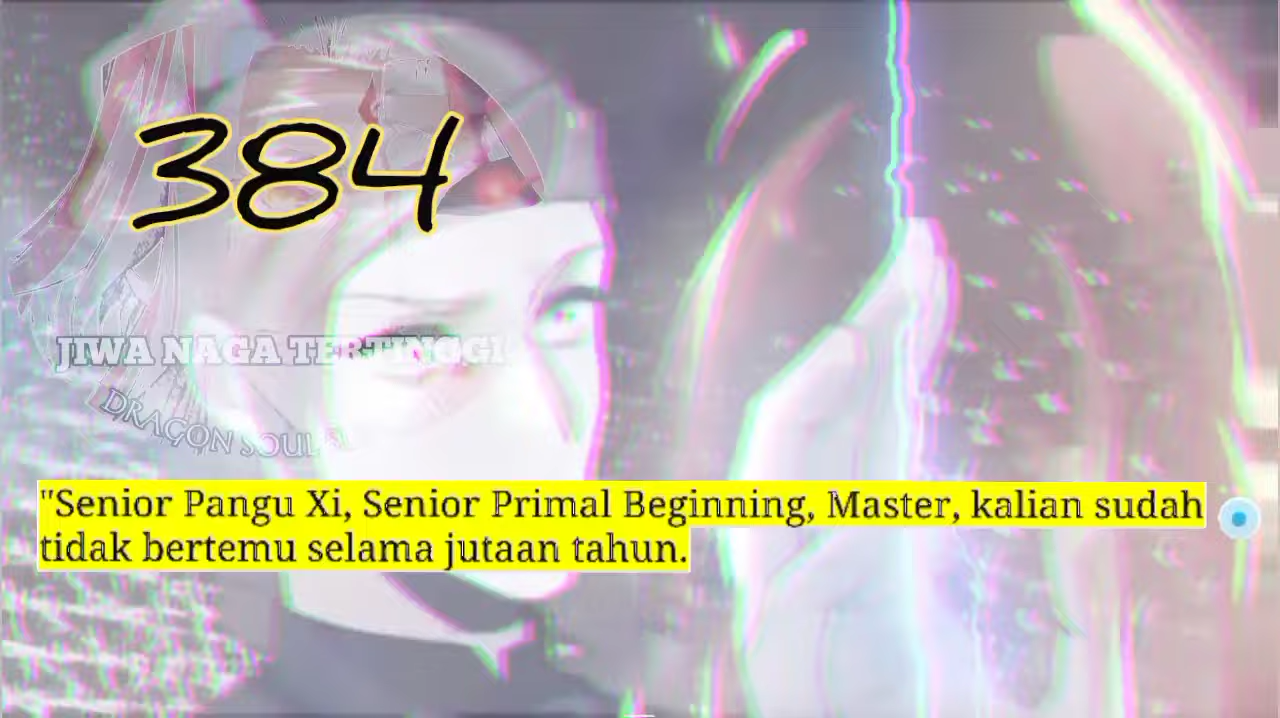 384
JIWA NAGA TERTINGGI
DRAGON SOUL
"Senior Pangu Xi, Senior Primal Beginning, Master, kalian sudah
tidak bertemu selama jutaan tahun.